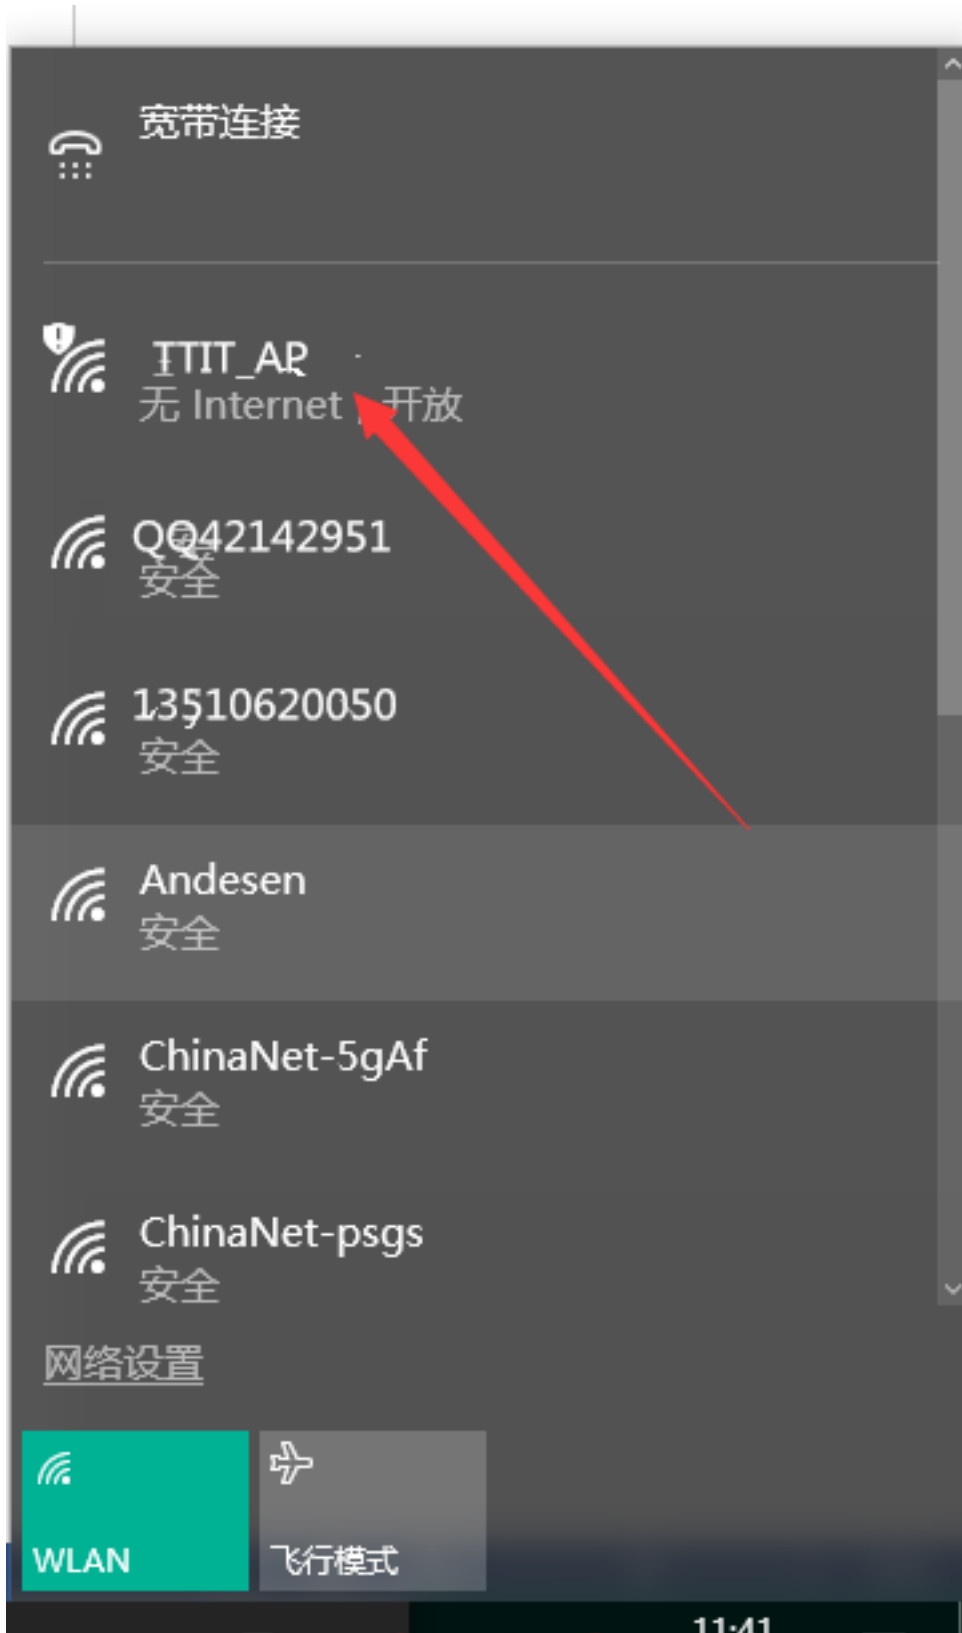 宽带连接
TTIT_AP
无 Internet，开放
QQ42142951
安全
13510620050
安全
Andesen
安全
ChinaNet-5gAf
安全
ChinaNet-psgs
安全
网络设置
WLAN
飞行模式
11:41